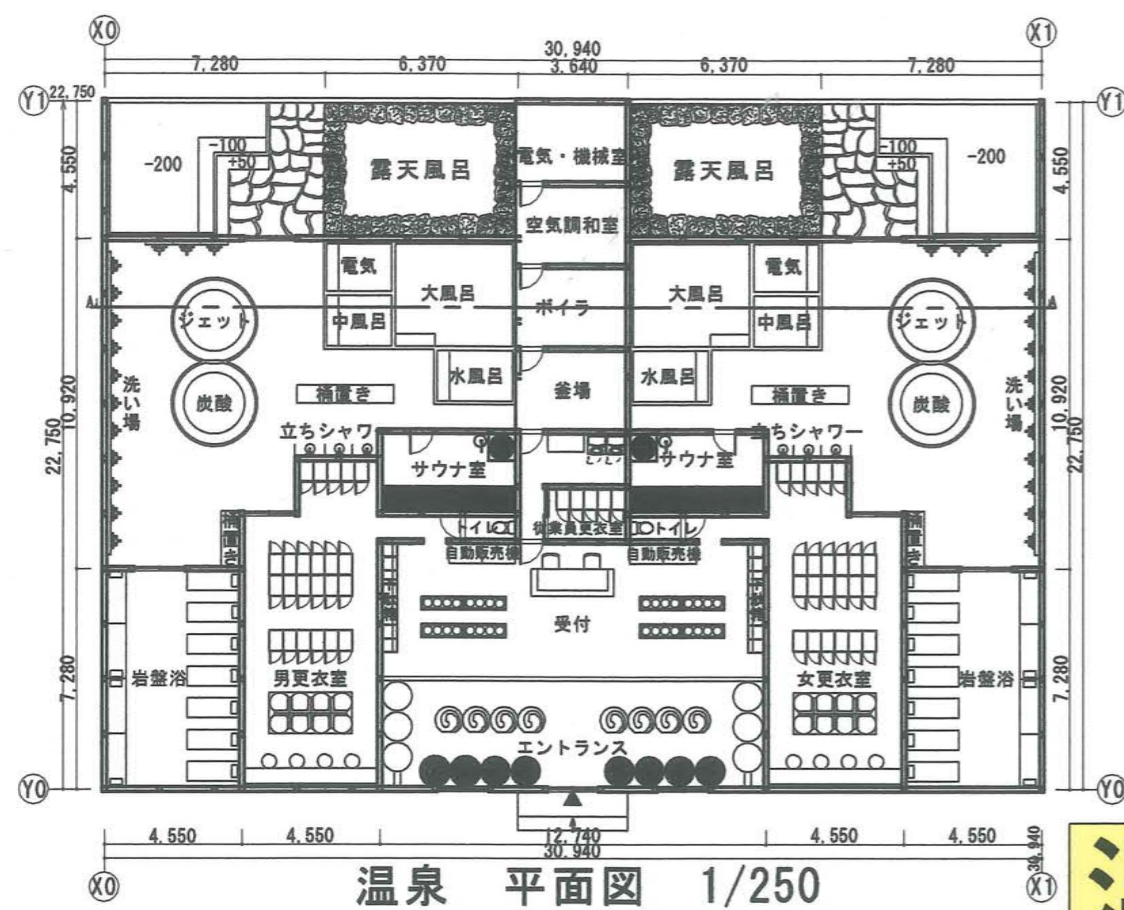 X0 X1
30,940
7,280 6,370 3,640 6,370 7,280
Y1 22,750 Y1
-200 -100 +50 露天風呂 電気・機械室 露天風呂 -100 +50 -200
4,550 4,550
空気調和室
電気 大風呂 大風呂 電気
A ジェット 中風呂 ボイラ 中風呂 ジェット A
水風呂 釜場 水風呂
洗い場 炭酸 桶置き 桶置き 炭酸 洗い場
10,920 22,750 10,920 22,750
立ちシャワー 立ちシャワー
サウナ室 サウナ室
桶置き トイレ 従業員更衣室 トイレ 桶置き
自動販売機 自動販売機
受付
7,280 岩盤浴 男更衣室 女更衣室 岩盤浴 7,280
エントランス
Y0 Y0
4,550 4,550 12,740 4,550 4,550
30,940 30,940
X0 温泉 平面図 1/250 X1